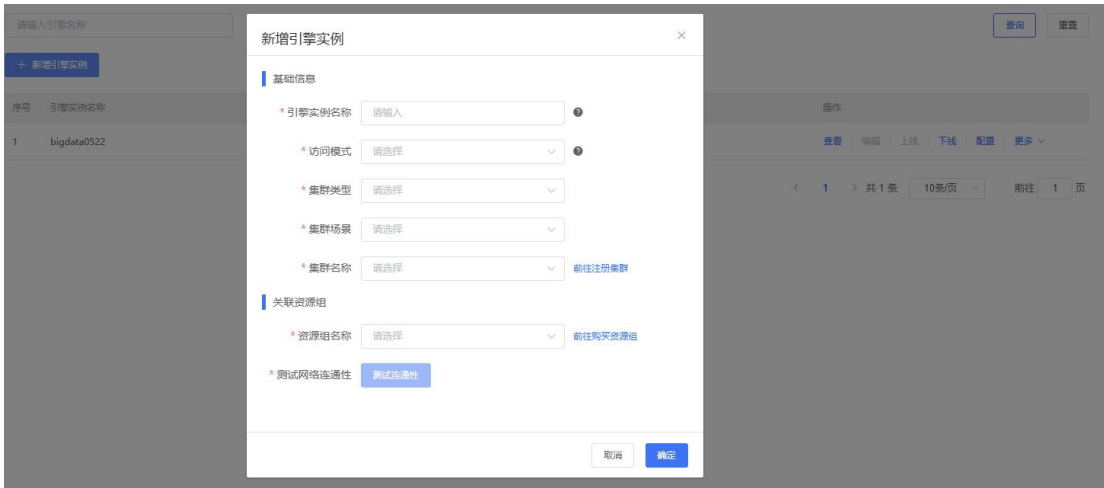 请输入引擎名称
查询 重置
+ 新增引擎实例
序号 引擎实例名称 操作
1 bigdata0522 查看 编辑 上线 下线 配置 更多
1 共 1 条 10条/页 前往 1 页
新增引擎实例
基础信息
* 引擎实例名称 请输入
* 访问模式 请选择
* 集群类型 请选择
* 集群场景 请选择
* 集群名称 请选择 前往注册集群
关联资源组
* 资源组名称 请选择 前往购买资源组
* 测试网络连通性 测试连通性
取消 确定